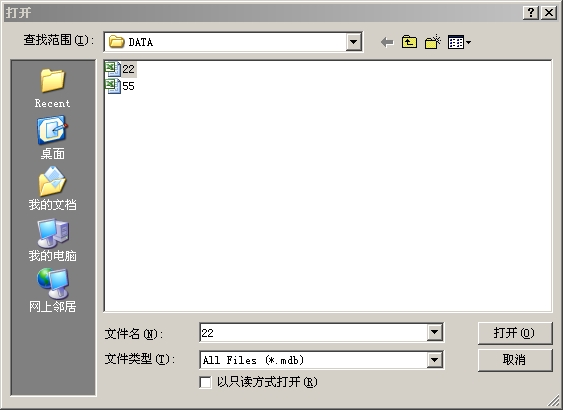 打开
查找范围(I):
DATA
22
55
Recent
桌面
我的文档
我的电脑
网上邻居
文件名(N):
22
打开(O)
文件类型(T):
All Files (*.mdb)
取消
以只读方式打开(R)